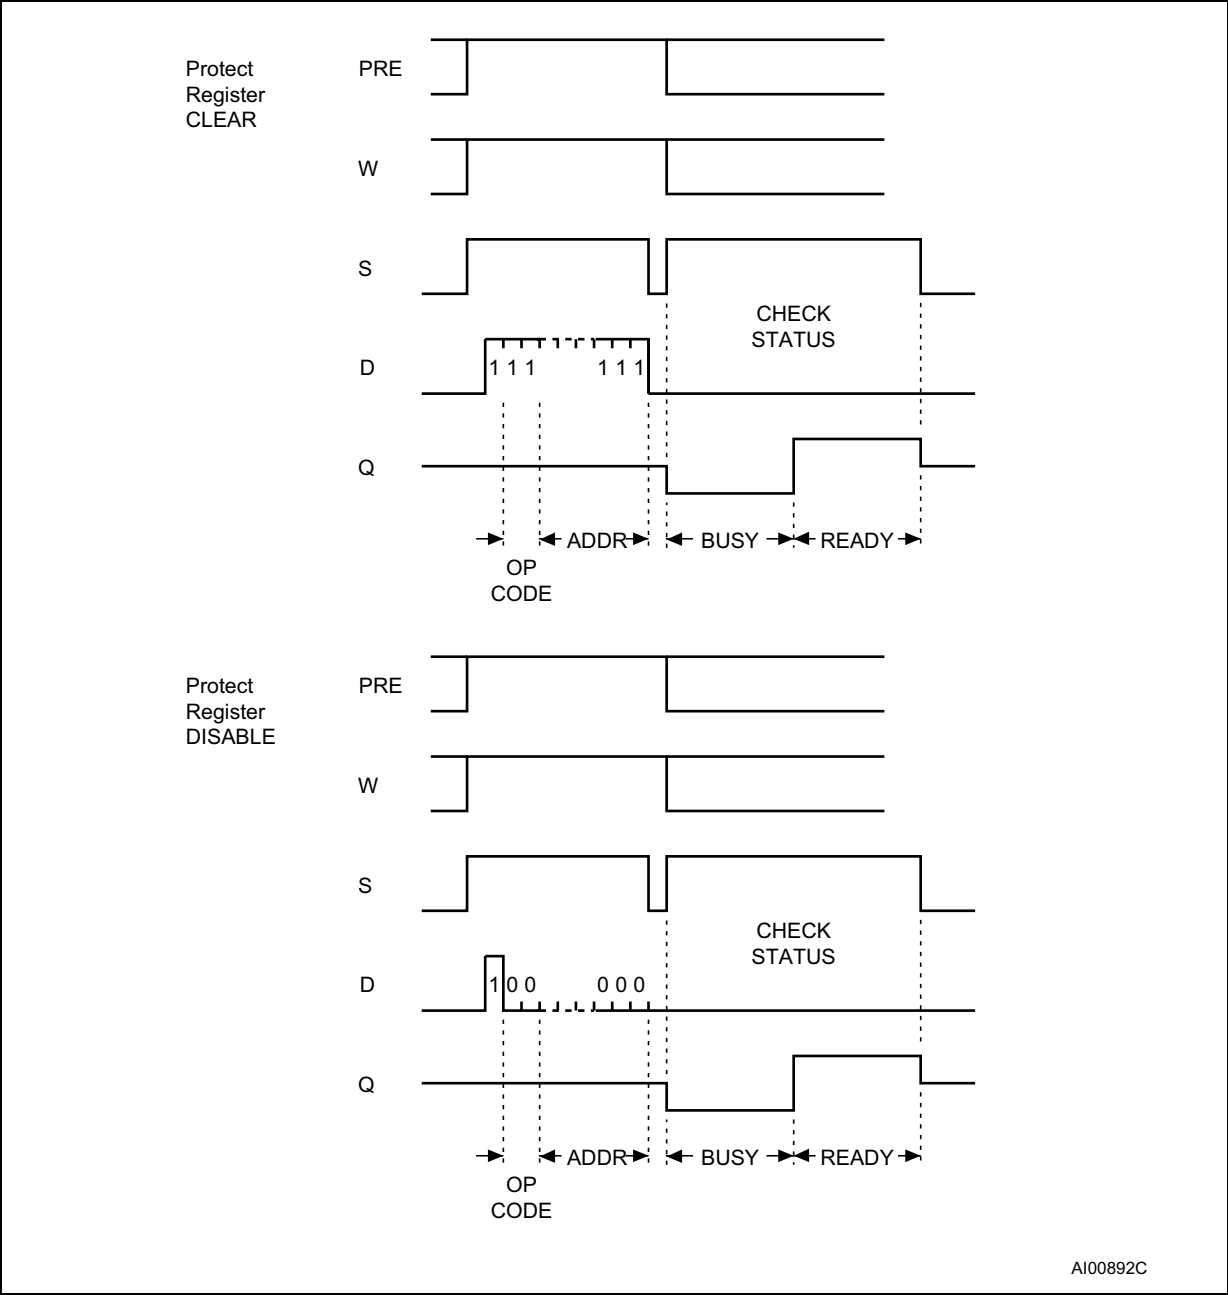 Protect
Register
CLEAR
PRE
W
S
CHECK
STATUS
D
1 1 1 1 1 1
Q
ADDR BUSY READY
OP
CODE
Protect
Register
DISABLE
PRE
W
S
CHECK
STATUS
D
1 0 0 0 0 0
Q
ADDR BUSY READY
OP
CODE
AI00892C